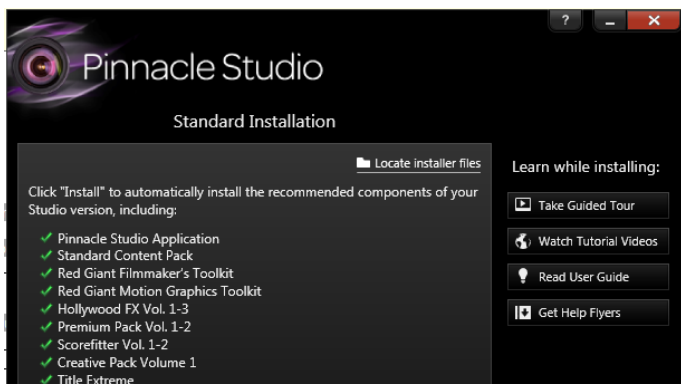 ?
Pinnacle Studio
Standard Installation
Locate installer files
Click "Install" to automatically install the recommended components of your
Studio version, including:
Pinnacle Studio Application
Standard Content Pack
Red Giant Filmmaker's Toolkit
Red Giant Motion Graphics Toolkit
Hollywood FX Vol. 1-3
Premium Pack Vol. 1-2
Scorefitter Vol. 1-2
Creative Pack Volume 1
Title Extreme
Learn while installing:
Take Guided Tour
Watch Tutorial Videos
Read User Guide
Get Help Flyers